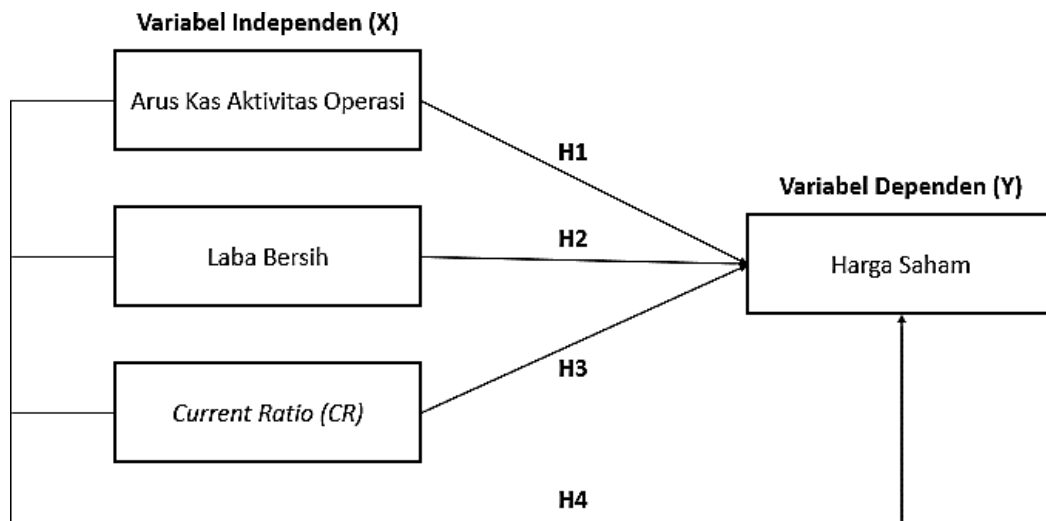 Variabel Independen (X)
Arus Kas Aktivitas Operasi
H1
Variabel Dependen (Y)
Laba Bersih
H2
Harga Saham
Current Ratio (CR)
H3
H4